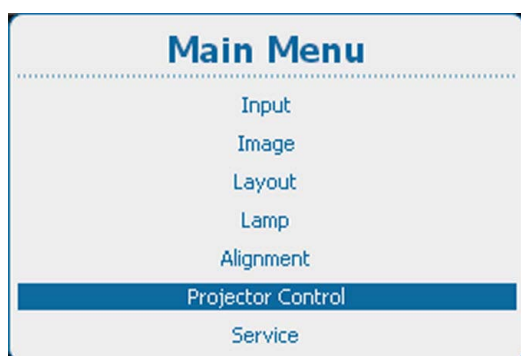 Main Menu
Input
Image
Layout
Lamp
Alignment
Projector Control
Service